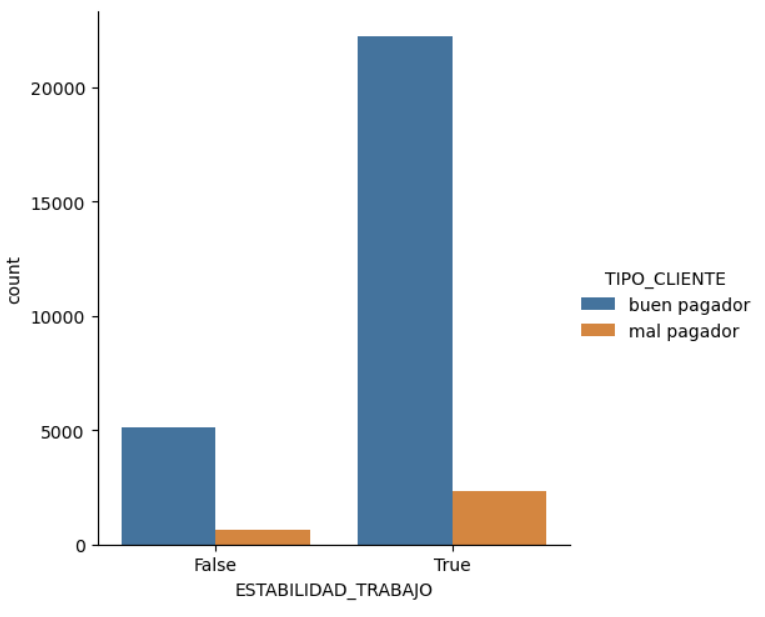 20000
15000
10000
5000
0
count
False
True
ESTABILIDAD_TRABAJO
TIPO_CLIENTE
buen pagador
mal pagador